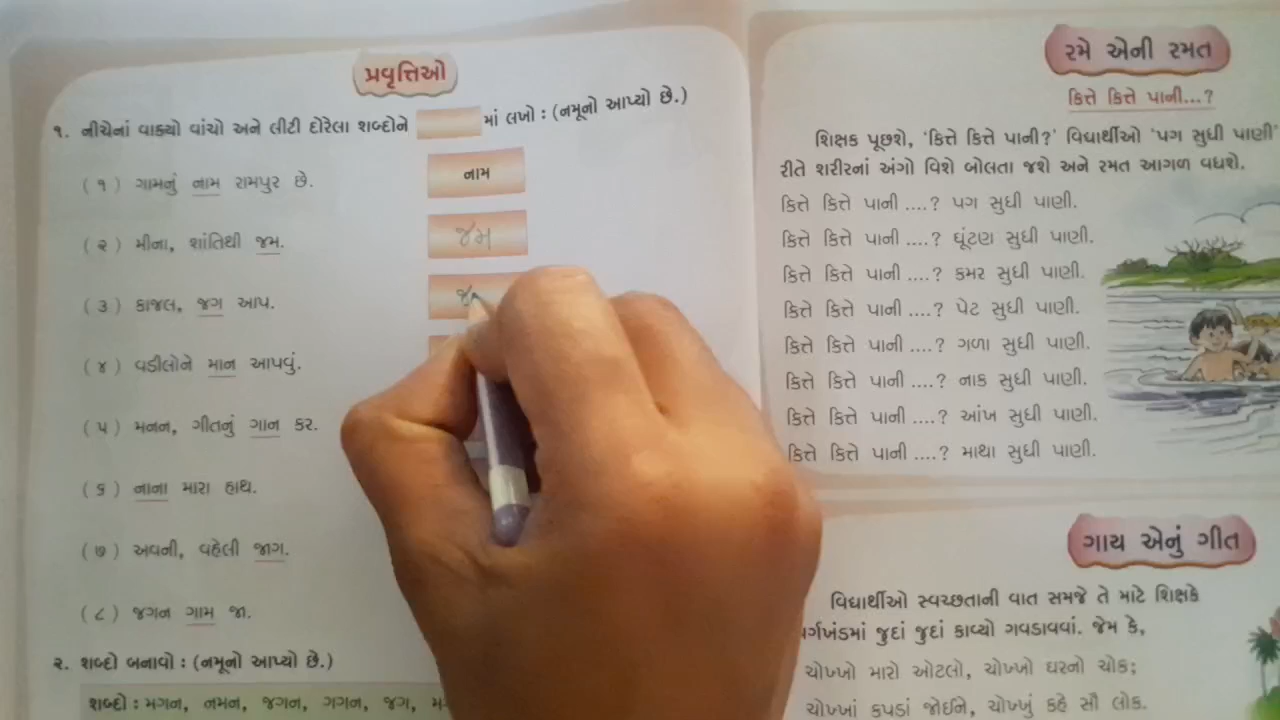 પ્રવૃત્તિઓ
૧. નીચેનાં વાક્યો વાંચો અને લીટી દોરેલા શબ્દોને માં લખો : (નમૂનો આપ્યો છે.)
(૧) ગામનું નામ રામપુર છે. નામ
(૨) મીના, શાંતિથી જમ. જમ
(૩) કાજલ, જગ આપ. જ
(૪) વડીલોને માન આપવું.
(૫) મનન, ગીતનું ગાન કર.
(૬) નાના મારા હાથ.
(૭) અવની, વહેલી જાગ.
(૮) જગન ગામ જા.
૨. શબ્દો બનાવો : (નમૂનો આપ્યો છે.)
શબ્દો : મગન, નમન, જગન, ગગન, જગ,
રમે એની રમત
કિત્તે કિત્તે પાની...?
શિક્ષક પૂછશે, 'કિત્તે કિત્તે પાની?' વિદ્યાર્થીઓ 'પગ સુધી પાણી'
રીતે શરીરનાં અંગો વિશે બોલતા જશે અને રમત આગળ વધશે.
કિત્તે કિત્તે પાની ....? પગ સુધી પાણી.
કિત્તે કિત્તે પાની ....? ઘૂંટણ સુધી પાણી.
કિત્તે કિત્તે પાની ....? કમર સુધી પાણી.
કિત્તે કિત્તે પાની ....? પેટ સુધી પાણી.
કિત્તે કિત્તે પાની ....? ગળા સુધી પાણી.
કિત્તે કિત્તે પાની ....? નાક સુધી પાણી.
કિત્તે કિત્તે પાની ....? આંખ સુધી પાણી.
કિત્તે કિત્તે પાની ....? માથા સુધી પાણી.
ગાય એનું ગીત
વિદ્યાર્થીઓ સ્વચ્છતાની વાત સમજે તે માટે શિક્ષકે
વર્ગખંડમાં જુદાં જુદાં કાવ્યો ગવડાવવાં. જેમ કે,
ચોખ્ખો મારો ઓટલો, ચોખ્ખો ઘરનો ચોક;
ચોખ્ખાં કપડાં જોઈને, ચોખ્ખું કહે સૌ લોક.